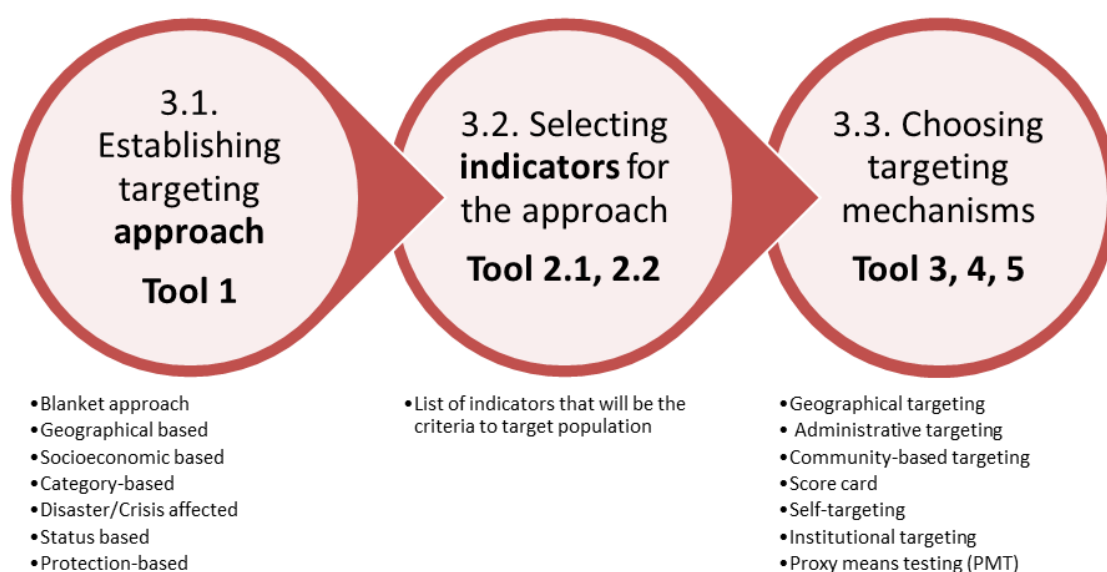 3.1.
Establishing
targeting
approach
Tool 1
3.2. Selecting
indicators for
the approach
Tool 2.1, 2.2
3.3. Choosing
targeting
mechanisms
Tool 3, 4, 5
•Blanket approach
•Geographical based
•Socioeconomic based
•Category-based
•Disaster/Crisis affected
•Status based
•Protection-based
•List of indicators that will be the
criteria to target population
•Geographical targeting
• Administrative targeting
•Community-based targeting
•Score card
•Self-targeting
•Institutional targeting
•Proxy means testing (PMT)